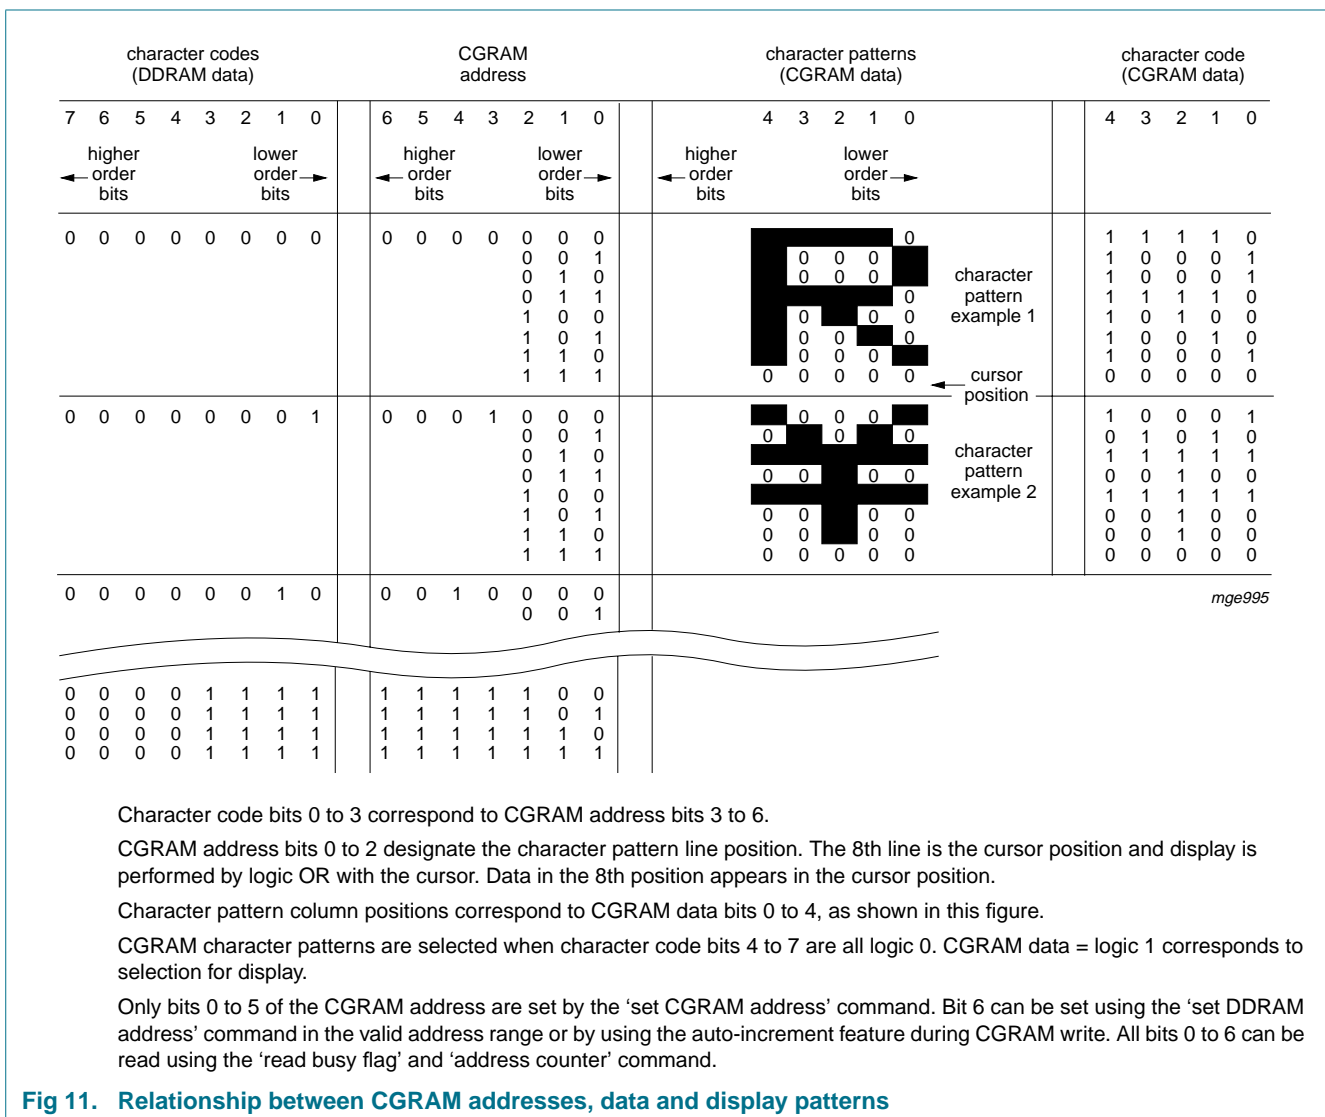 character codes
(DDRAM data)
CGRAM
address
character patterns
(CGRAM data)
character code
(CGRAM data)
7 6 5 4 3 2 1 0 6 5 4 3 2 1 0 4 3 2 1 0 4 3 2 1 0
higher
order
bits
lower
order
bits
higher
order
bits
lower
order
bits
higher
order
bits
lower
order
bits
0 0 0 0 0 0 0 0 0 0 0 0 0 0 0 0 1 1 1 1 0
0 0 1 0 0 0 1 0 0 0 1
0 1 0 0 0 0 1 0 0 0 1
0 1 1 0 1 1 1 1 0
1 0 0 0 0 0 1 0 1 0 0
1 0 1 0 0 0 1 0 0 1 0
1 1 0 0 0 0 1 0 0 0 1
1 1 1 0 0 0 0 0 0 0 0 0 0
character
pattern
example 1
cursor
position
0 0 0 0 0 0 0 1 0 0 0 1 0 0 0 0 0 0 1 0 0 0 1
0 0 1 0 0 0 0 1 0 1 0
0 1 0 1 1 1 1 1
0 1 1 0 0 0 0 0 0 1 0 0
1 0 0 1 1 1 1 1
1 0 1 0 0 0 0 0 0 1 0 0
1 1 0 0 0 0 0 0 0 1 0 0
1 1 1 0 0 0 0 0 0 0 0 0 0
character
pattern
example 2
0 0 0 0 0 0 1 0 0 0 1 0 0 0 0
0 0 1
mge995
0 0 0 0 1 1 1 1 1 1 1 1 1 0 0
0 0 0 0 1 1 1 1 1 1 1 1 1 0 1
0 0 0 0 1 1 1 1 1 1 1 1 1 1 0
0 0 0 0 1 1 1 1 1 1 1 1 1 1 1
Character code bits 0 to 3 correspond to CGRAM address bits 3 to 6.
CGRAM address bits 0 to 2 designate the character pattern line position. The 8th line is the cursor position and display is
performed by logic OR with the cursor. Data in the 8th position appears in the cursor position.
Character pattern column positions correspond to CGRAM data bits 0 to 4, as shown in this figure.
CGRAM character patterns are selected when character code bits 4 to 7 are all logic 0. CGRAM data = logic 1 corresponds to
selection for display.
Only bits 0 to 5 of the CGRAM address are set by the ‘set CGRAM address’ command. Bit 6 can be set using the ‘set DDRAM
address’ command in the valid address range or by using the auto-increment feature during CGRAM write. All bits 0 to 6 can be
read using the ‘read busy flag’ and ‘address counter’ command.
Fig 11. Relationship between CGRAM addresses, data and display patterns